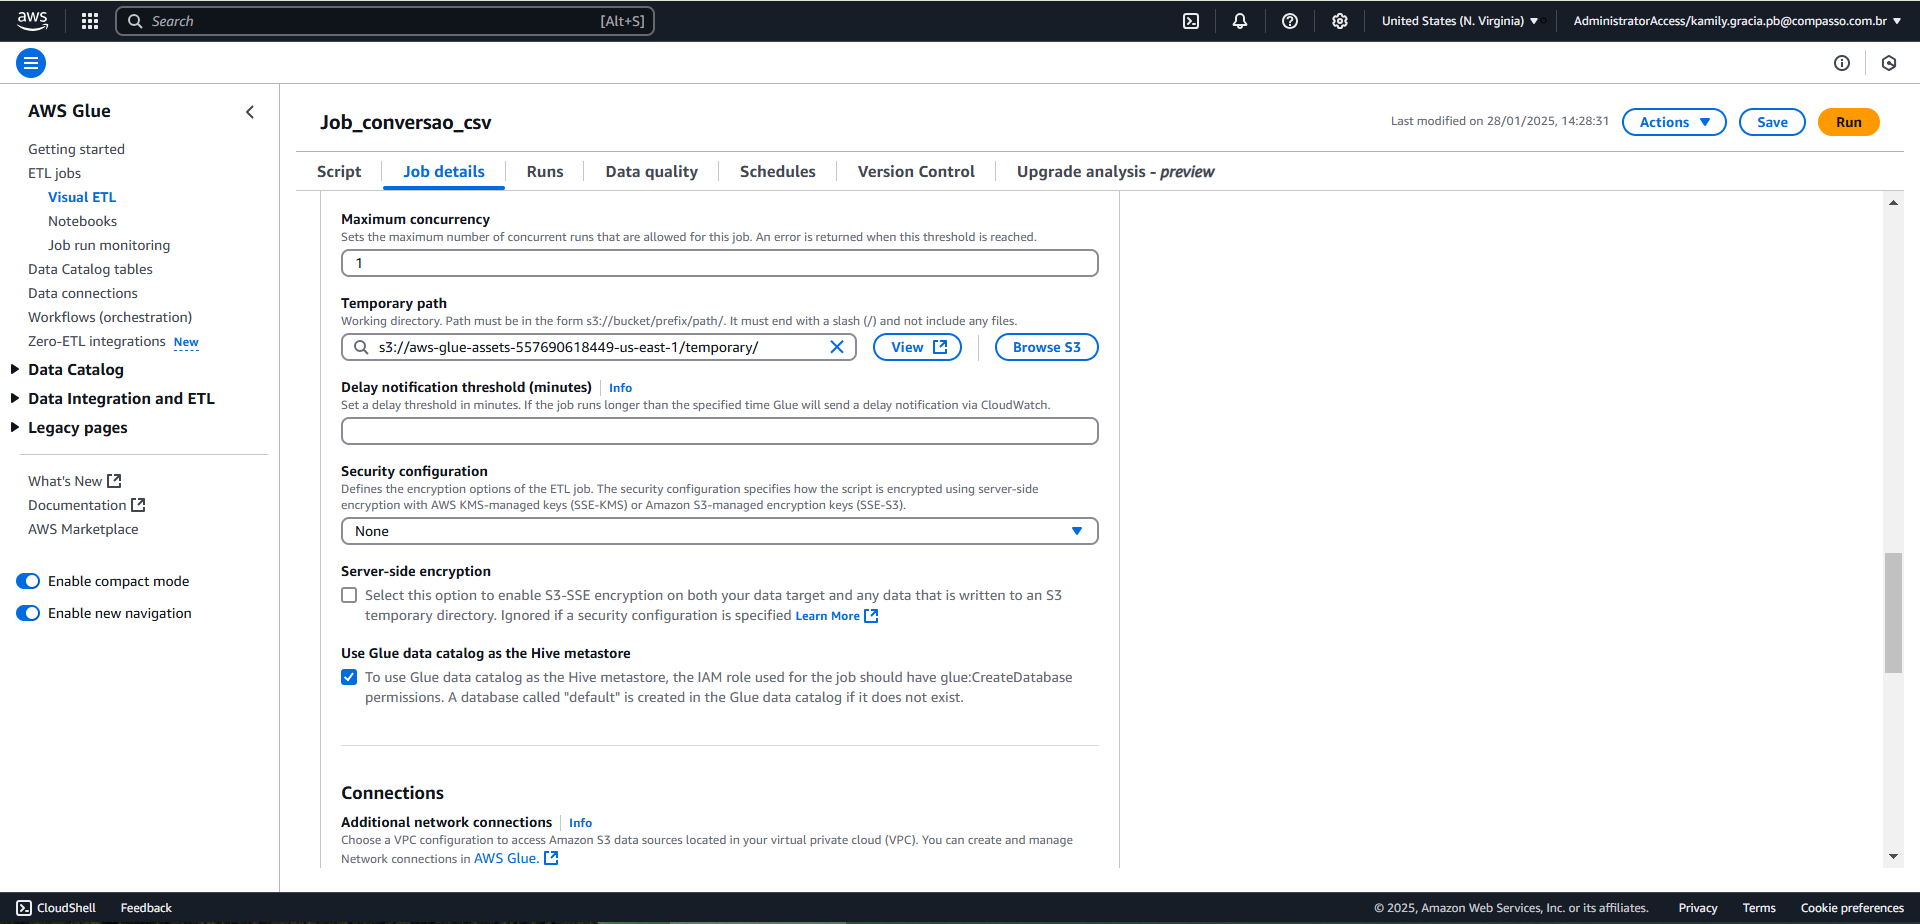 aws
Search [Alt+S]
United States (N. Virginia)
AdministratorAccess/kamily.gracia.pb@compasso.com.br
AWS Glue
Getting started
ETL jobs
Visual ETL
Notebooks
Job run monitoring
Data Catalog tables
Data connections
Workflows (orchestration)
Zero-ETL integrations New
Data Catalog
Data Integration and ETL
Legacy pages
What's New
Documentation
AWS Marketplace
Enable compact mode
Enable new navigation
Job_conversao_csv
Last modified on 28/01/2025, 14:28:31
Actions
Save
Run
Script
Job details
Runs
Data quality
Schedules
Version Control
Upgrade analysis - preview
Maximum concurrency
Sets the maximum number of concurrent runs that are allowed for this job. An error is returned when this threshold is reached.
1
Temporary path
Working directory. Path must be in the form s3://bucket/prefix/path/. It must end with a slash (/) and not include any files.
s3://aws-glue-assets-557690618449-us-east-1/temporary/
View
Browse S3
Delay notification threshold (minutes) Info
Set a delay threshold in minutes. If the job runs longer than the specified time Glue will send a delay notification via CloudWatch.
Security configuration
Defines the encryption options of the ETL job. The security configuration specifies how the script is encrypted using server-side
encryption with AWS KMS-managed keys (SSE-KMS) or Amazon S3-managed encryption keys (SSE-S3).
None
Server-side encryption
Select this option to enable S3-SSE encryption on both your data target and any data that is written to an S3
temporary directory. Ignored if a security configuration is specified Learn More
Use Glue data catalog as the Hive metastore
To use Glue data catalog as the Hive metastore, the IAM role used for the job should have glue:CreateDatabase
permissions. A database called "default" is created in the Glue data catalog if it does not exist.
Connections
Additional network connections Info
Choose a VPC configuration to access Amazon S3 data sources located in your virtual private cloud (VPC). You can create and manage
Network connections in AWS Glue.
CloudShell
Feedback
© 2025, Amazon Web Services, Inc. or its affiliates.
Privacy
Terms
Cookie preferences